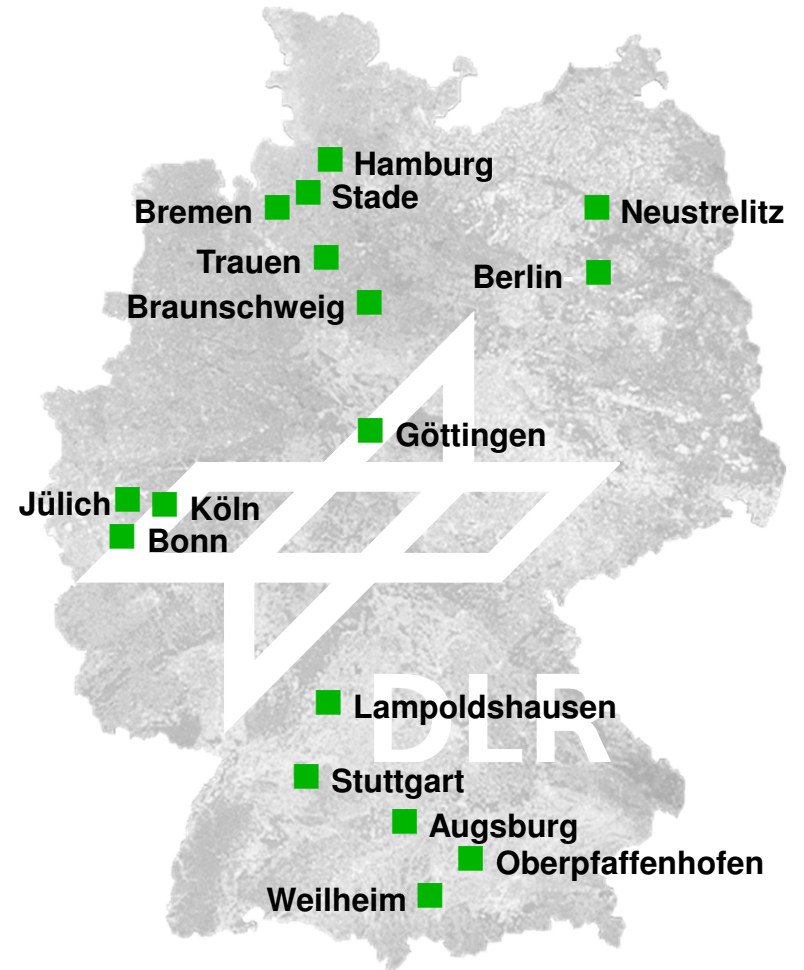 Hamburg
Stade
Bremen
Neustrelitz
Trauen
Berlin
Braunschweig
Göttingen
Jülich
Köln
Bonn
DLR
Lampoldshausen
Stuttgart
Augsburg
Oberpfaffenhofen
Weilheim